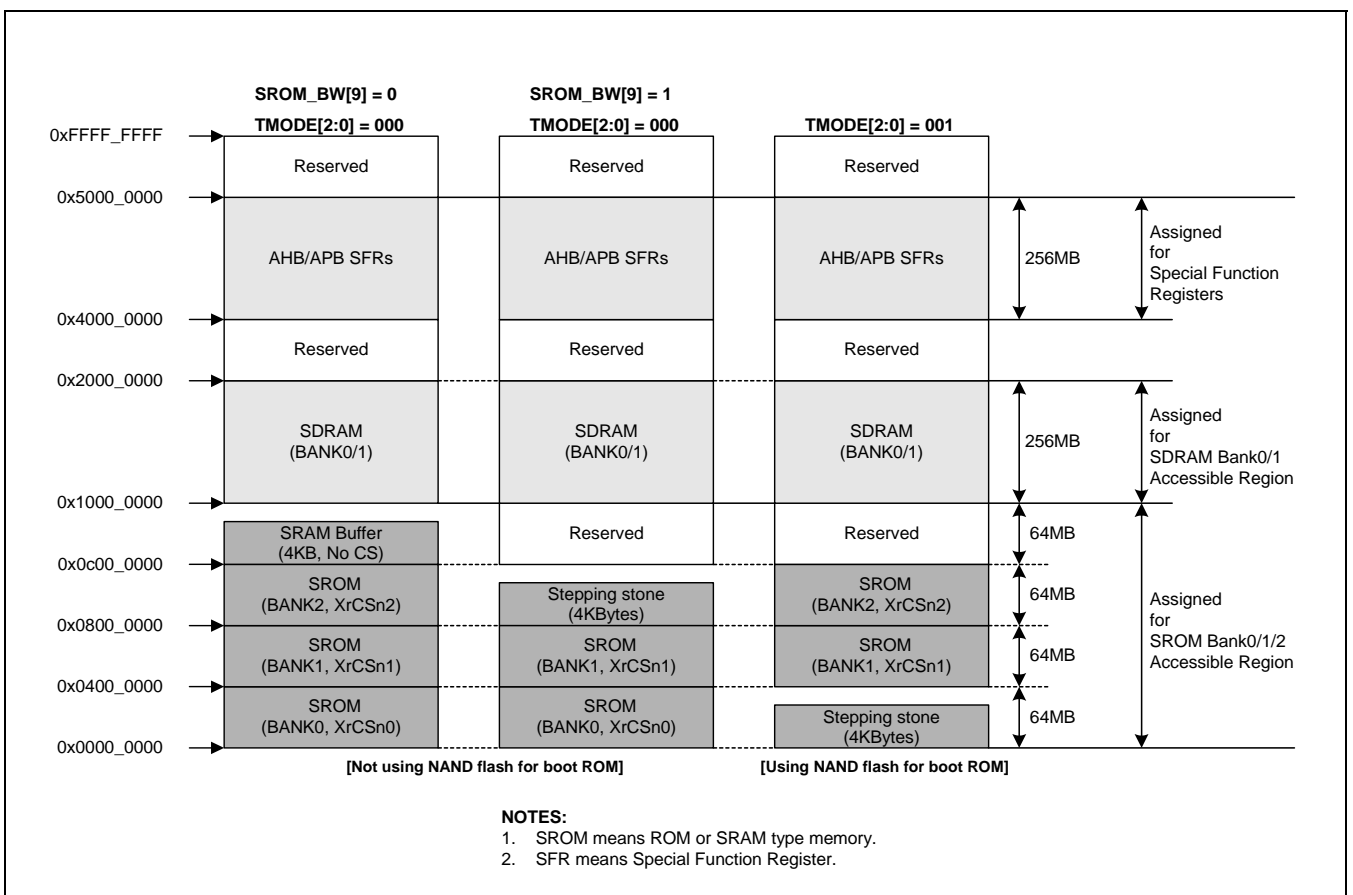 SROM_BW[9] = 0
SROM_BW[9] = 1
TMODE[2:0] = 000
TMODE[2:0] = 000
TMODE[2:0] = 001
0xFFFF_FFFF
Reserved
Reserved
Reserved
0x5000_0000
AHB/APB SFRs
AHB/APB SFRs
AHB/APB SFRs
256MB
Assigned
for
Special Function
Registers
0x4000_0000
Reserved
Reserved
Reserved
0x2000_0000
SDRAM
(BANK0/1)
SDRAM
(BANK0/1)
SDRAM
(BANK0/1)
256MB
Assigned
for
SDRAM Bank0/1
Accessible Region
0x1000_0000
SRAM Buffer
(4KB, No CS)
Reserved
Reserved
64MB
0x0c00_0000
SROM
(BANK2, XrCSn2)
Stepping stone
(4KBytes)
SROM
(BANK2, XrCSn2)
64MB
0x0800_0000
SROM
(BANK1, XrCSn1)
SROM
(BANK1, XrCSn1)
SROM
(BANK1, XrCSn1)
64MB
Assigned
for
SROM Bank0/1/2
Accessible Region
0x0400_0000
SROM
(BANK0, XrCSn0)
SROM
(BANK0, XrCSn0)
Stepping stone
(4KBytes)
64MB
0x0000_0000
[Not using NAND flash for boot ROM]
[Using NAND flash for boot ROM]
NOTES:
1. SROM means ROM or SRAM type memory.
2. SFR means Special Function Register.